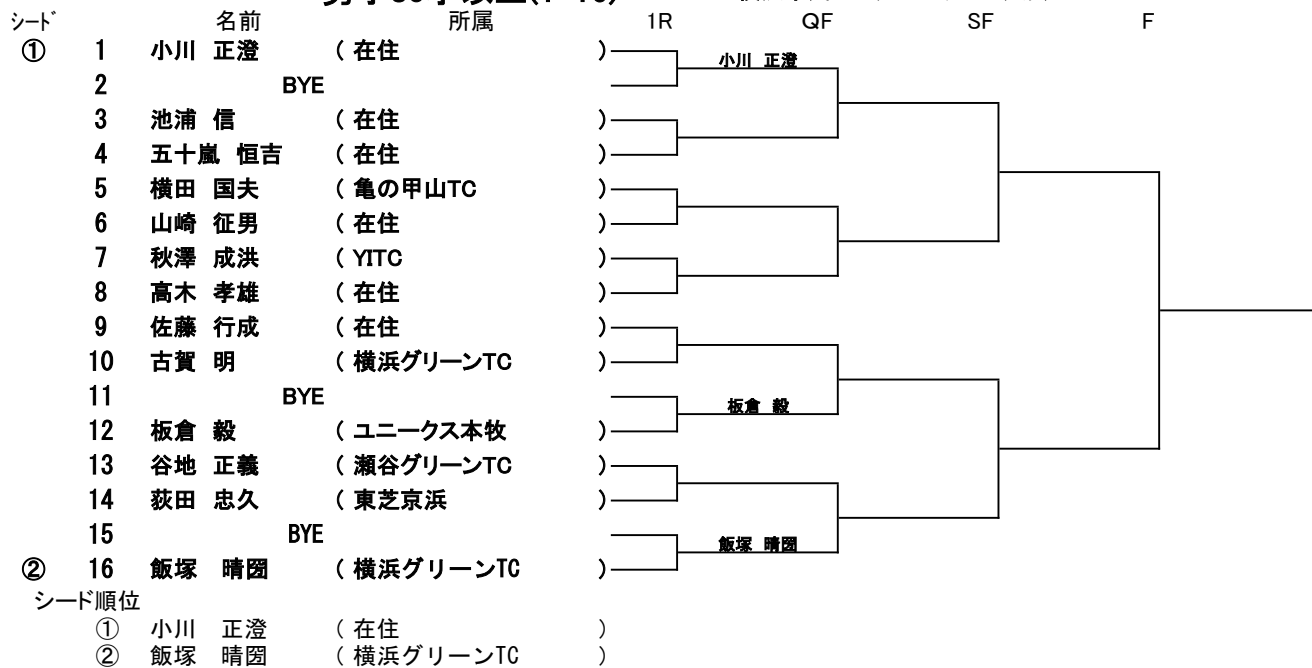 シード 名前 所属 1R QF SF F
① 1 小川 正澄 ( 在住 ) 小川 正澄
2 BYE
3 池浦 信 ( 在住 )
4 五十嵐 恒吉 ( 在住 )
5 横田 国夫 ( 亀の甲山TC )
6 山崎 征男 ( 在住 )
7 秋澤 成洪 ( YITC )
8 高木 孝雄 ( 在住 )
9 佐藤 行成 ( 在住 )
10 古賀 明 ( 横浜グリーンTC )
11 BYE 板倉 毅
12 板倉 毅 ( ユニークス本牧 )
13 谷地 正義 ( 瀬谷グリーンTC )
14 荻田 忠久 ( 東芝京浜 )
15 BYE 飯塚 晴圀
② 16 飯塚 晴圀 ( 横浜グリーンTC )
シード順位
① 小川 正澄 ( 在住 )
② 飯塚 晴圀 ( 横浜グリーンTC )